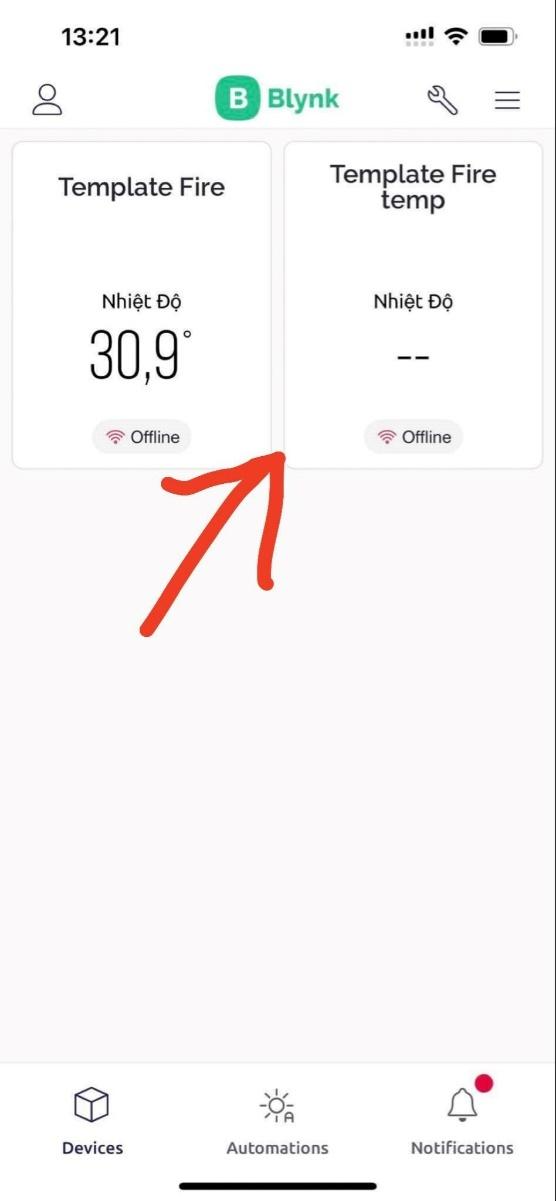 13:21
B Blynk
Template Fire
Nhiệt Độ
30,9°
Offline
Template Fire
temp
Nhiệt Độ
--
Offline
Devices
Automations
Notifications